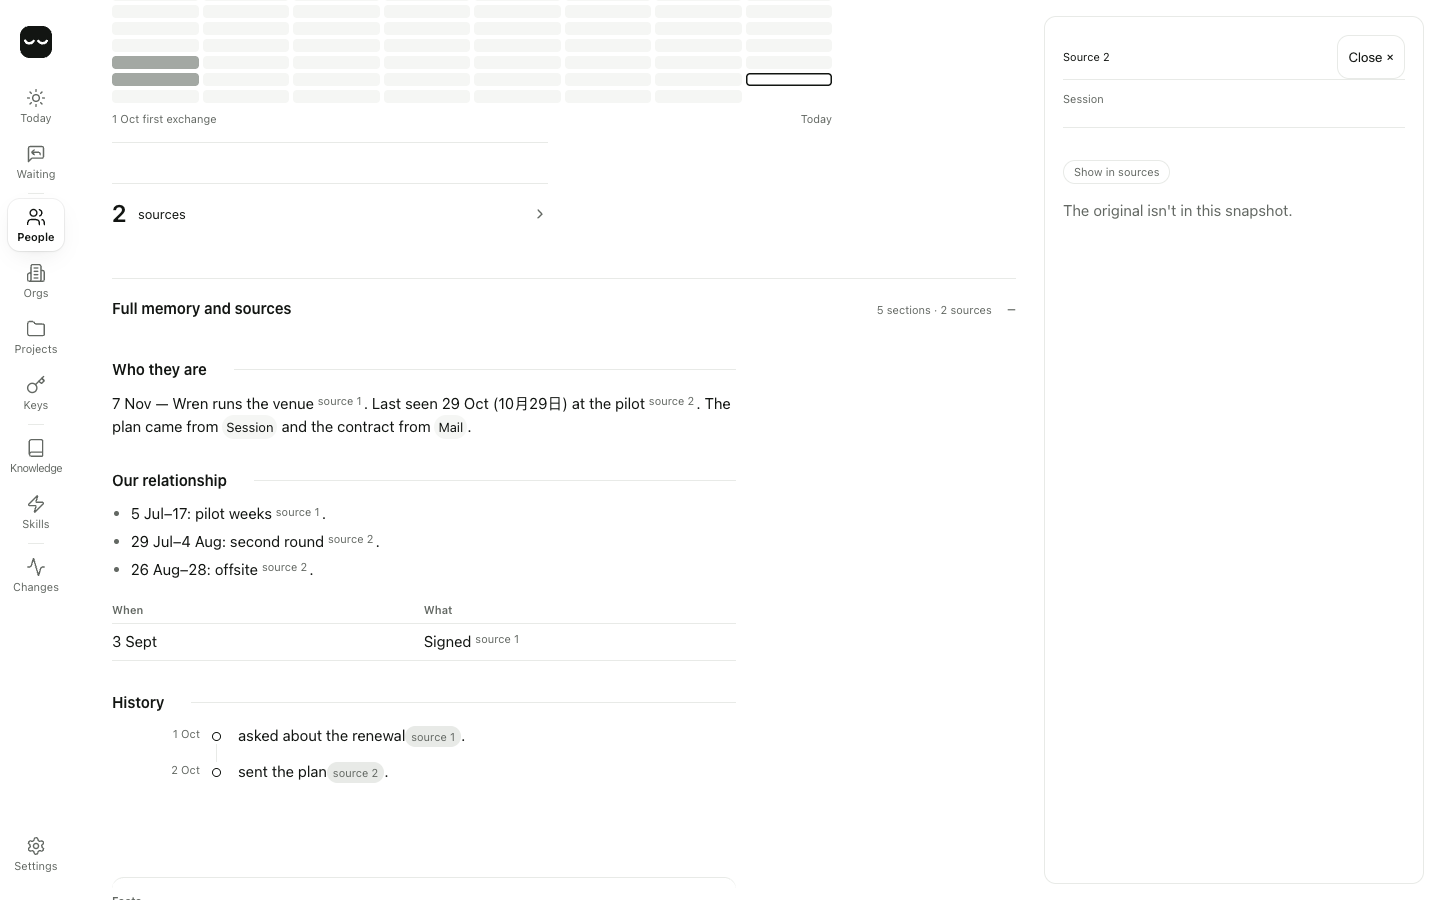 Today
Waiting
People
Orgs
Projects
Keys
Knowledge
Skills
Changes
Settings
1 Oct first exchange
Today
2 sources
Full memory and sources
5 sections · 2 sources −
Who they are
7 Nov — Wren runs the venue source 1. Last seen 29 Oct (10月29日) at the pilot source 2. The
plan came from Session and the contract from Mail.
Our relationship
• 5 Jul–17: pilot weeks source 1.
• 29 Jul–4 Aug: second round source 2.
• 26 Aug–28: offsite source 2.
When What
3 Sept Signed source 1
History
1 Oct asked about the renewal source 1.
2 Oct sent the plan source 2.
Source 2
Close ×
Session
Show in sources
The original isn't in this snapshot.